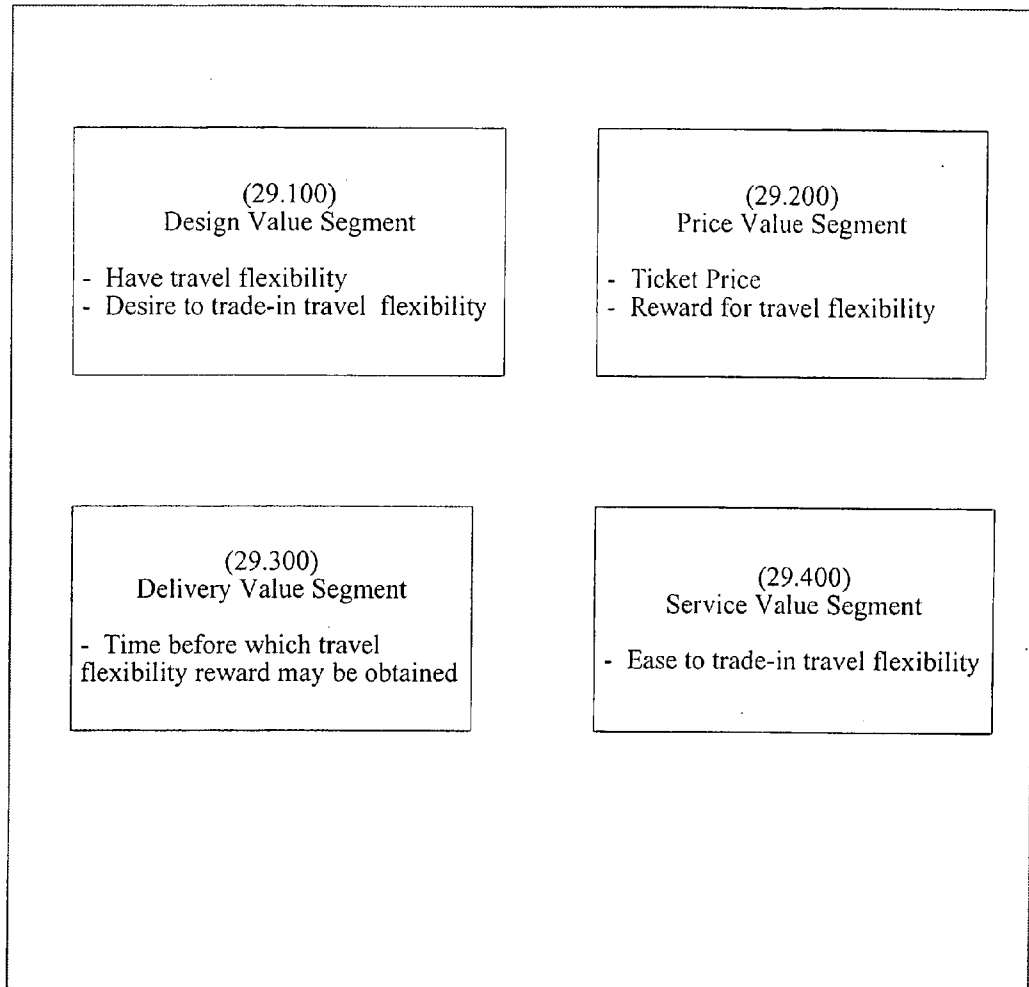 (29.100)
Design Value Segment
- Have travel flexibility
- Desire to trade-in travel flexibility
(29.200)
Price Value Segment
- Ticket Price
- Reward for travel flexibility
(29.300)
Delivery Value Segment
- Time before which travel
flexibility reward may be obtained
(29.400)
Service Value Segment
- Ease to trade-in travel flexibility